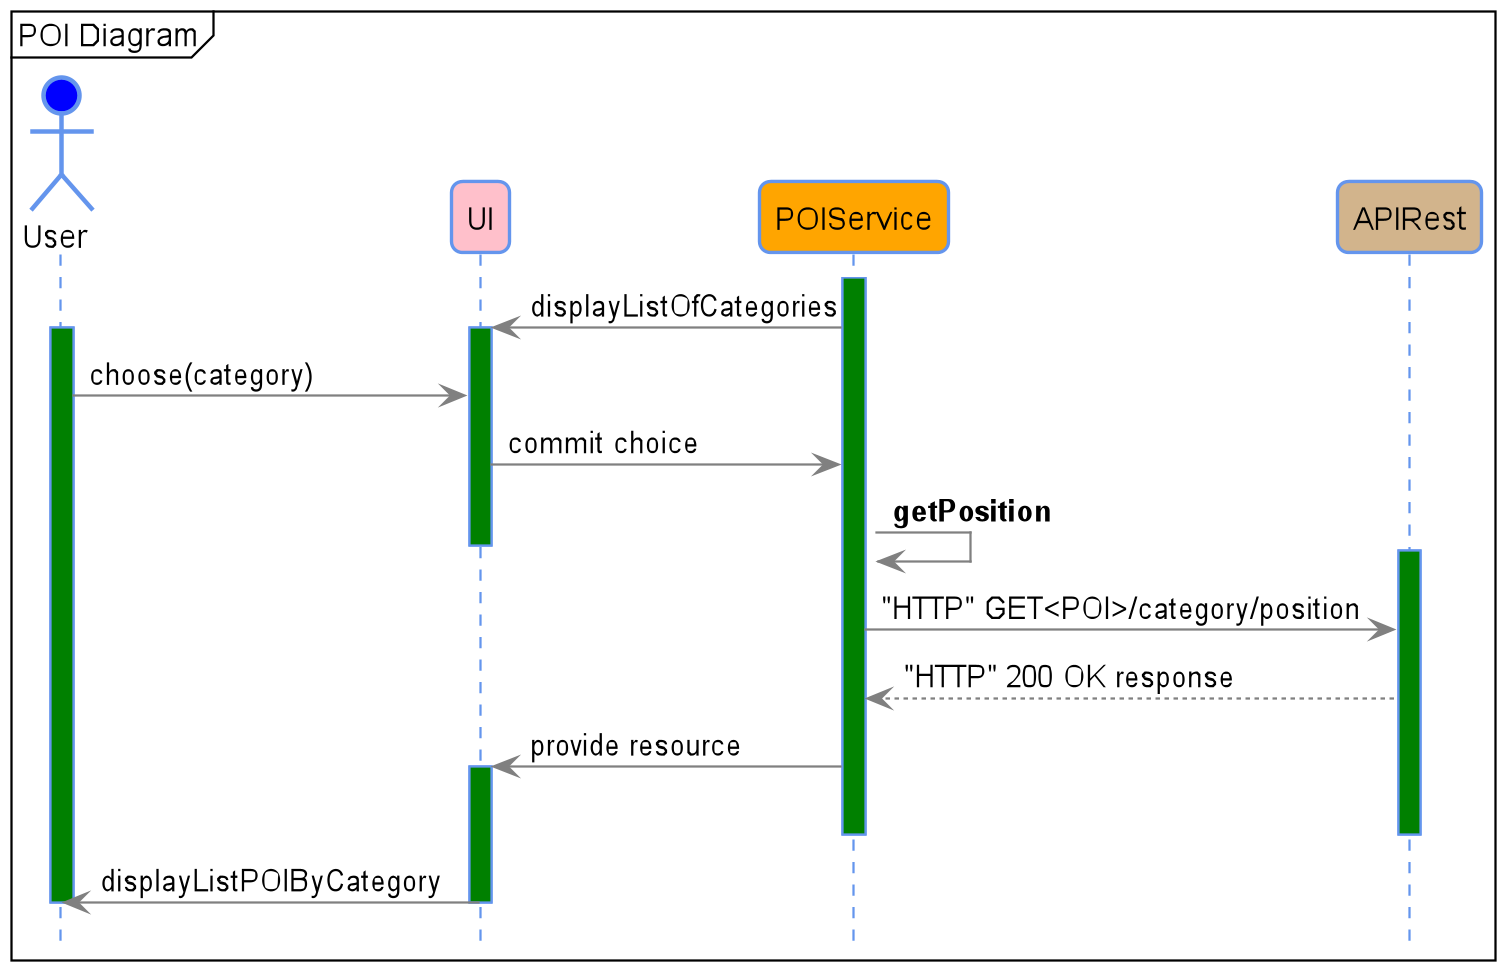 POI Diagram
User
UI
POIService
APIRest
displayListOfCategories
choose(category)
commit choice
getPosition
"HTTP" GET<POI>/category/position
"HTTP" 200 OK response
provide resource
displayListPOIByCategory